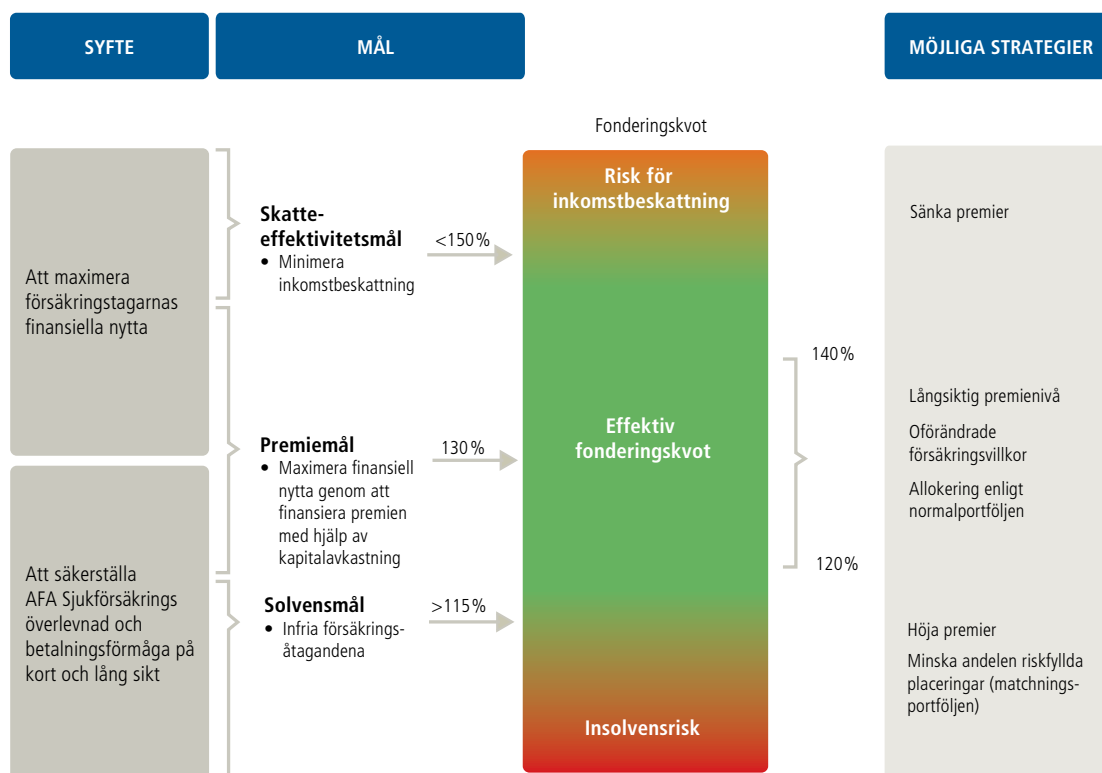 SYFTE
MÅL
MÖJLIGA STRATEGIER
Att maximera
försäkringstagarnas
finansiella nytta
Att säkerställa
AFA Sjukförsäkrings
överlevnad och
betalningsförmåga på
kort och lång sikt
Skatte-
effektivitetsmål
• Minimera
inkomstbeskattning
<150%
Premiemål
• Maximera finansiell
nytta genom att
finansiera premien
med hjälp av
kapitalavkastning
130%
Solvensmål
• Infria försäkrings-
åtagandena
>115%
Fonderingskvot
Risk för
inkomstbeskattning
Effektiv
fonderingskvot
Insolvensrisk
140%
120%
Sänka premier
Långsiktig premienivå
Oförändrade
försäkringsvillkor
Allokering enligt
normalportföljen
Höja premier
Minska andelen riskfyllda
placeringar (matchnings-
portföljen)